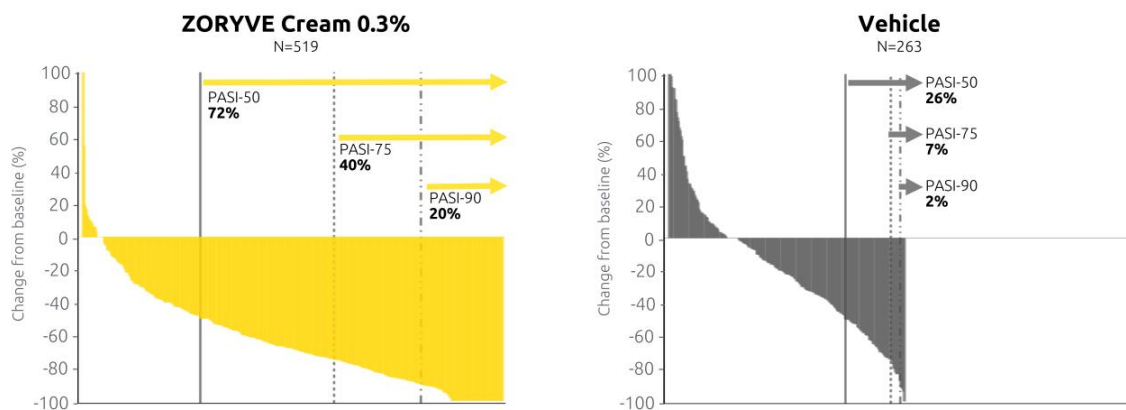 ZORYVE Cream 0.3%
N=519
Change from baseline (%)
100
80
60
40
20
0
-20
-40
-60
-80
-100
PASI-50
72%
PASI-75
40%
PASI-90
20%
Vehicle
N=263
Change from baseline (%)
100
80
60
40
20
0
-20
-40
-60
-80
-100
PASI-50
26%
PASI-75
7%
PASI-90
2%